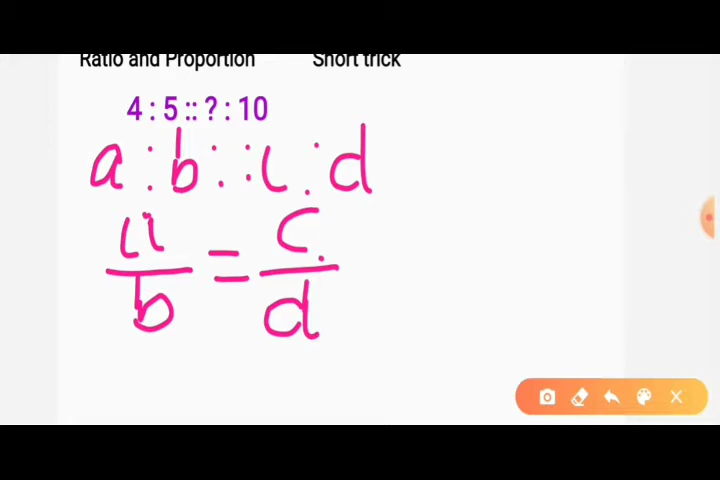 Ratio and Proportion Short trick
4 : 5 :: ? : 10
a : b :: c : d
a/b = c/d